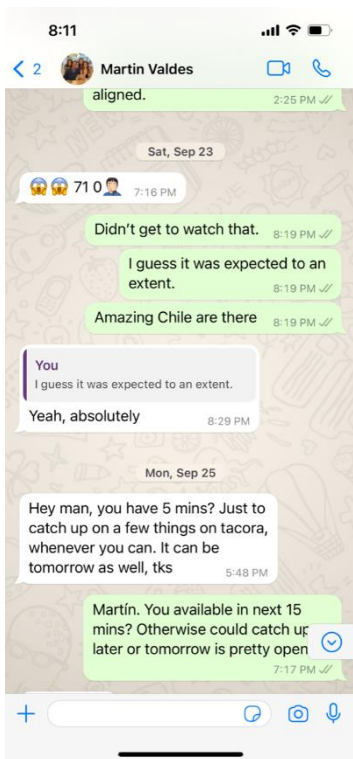 8:11
2
Martin Valdes
aligned.
2:25 PM
Sat, Sep 23
😱😱 71 0🤦🏻‍♂️ 7:16 PM
Didn't get to watch that. 8:19 PM
I guess it was expected to an
extent. 8:19 PM
Amazing Chile are there 8:19 PM
You
I guess it was expected to an extent.
Yeah, absolutely 8:29 PM
Mon, Sep 25
Hey man, you have 5 mins? Just to
catch up on a few things on tacora,
whenever you can. It can be
tomorrow as well, tks 5:48 PM
Martín. You available in next 15
mins? Otherwise could catch up
later or tomorrow is pretty open
7:17 PM